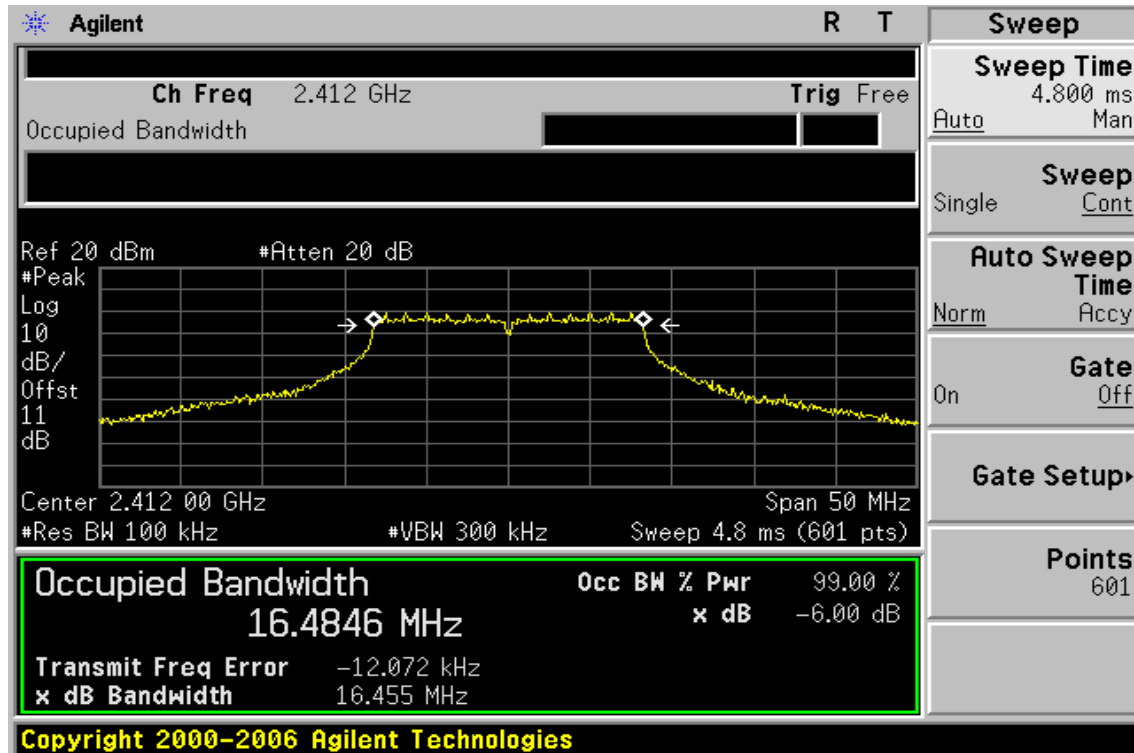 Agilent R T
Ch Freq 2.412 GHz Trig Free
Occupied Bandwidth
Ref 20 dBm #Atten 20 dB
#Peak
Log
10
dB/
Offst
11
dB
Center 2.412 00 GHz Span 50 MHz
#Res BW 100 kHz #VBW 300 kHz Sweep 4.8 ms (601 pts)
Occupied Bandwidth Occ BW % Pwr 99.00 %
16.4846 MHz x dB -6.00 dB
Transmit Freq Error -12.072 kHz
x dB Bandwidth 16.455 MHz
Copyright 2000-2006 Agilent Technologies
Sweep
Sweep Time
4.800 ms
Auto Man
Sweep
Single Cont
Auto Sweep
Time
Norm Accy
Gate
On Off
Gate Setup
Points
601